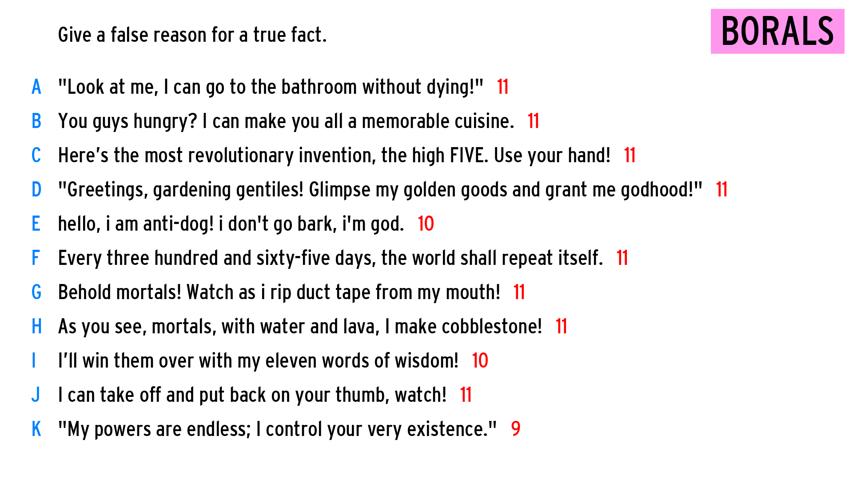 Give a false reason for a true fact.
BORALS
A "Look at me, I can go to the bathroom without dying!" 11
B You guys hungry? I can make you all a memorable cuisine. 11
C Here's the most revolutionary invention, the high FIVE. Use your hand! 11
D "Greetings, gardening gentiles! Glimpse my golden goods and grant me godhood!" 11
E hello, i am anti-dog! i don't go bark, i'm god. 10
F Every three hundred and sixty-five days, the world shall repeat itself. 11
G Behold mortals! Watch as i rip duct tape from my mouth! 11
H As you see, mortals, with water and lava, I make cobblestone! 11
I I'll win them over with my eleven words of wisdom! 10
J I can take off and put back on your thumb, watch! 11
K "My powers are endless; I control your very existence." 9